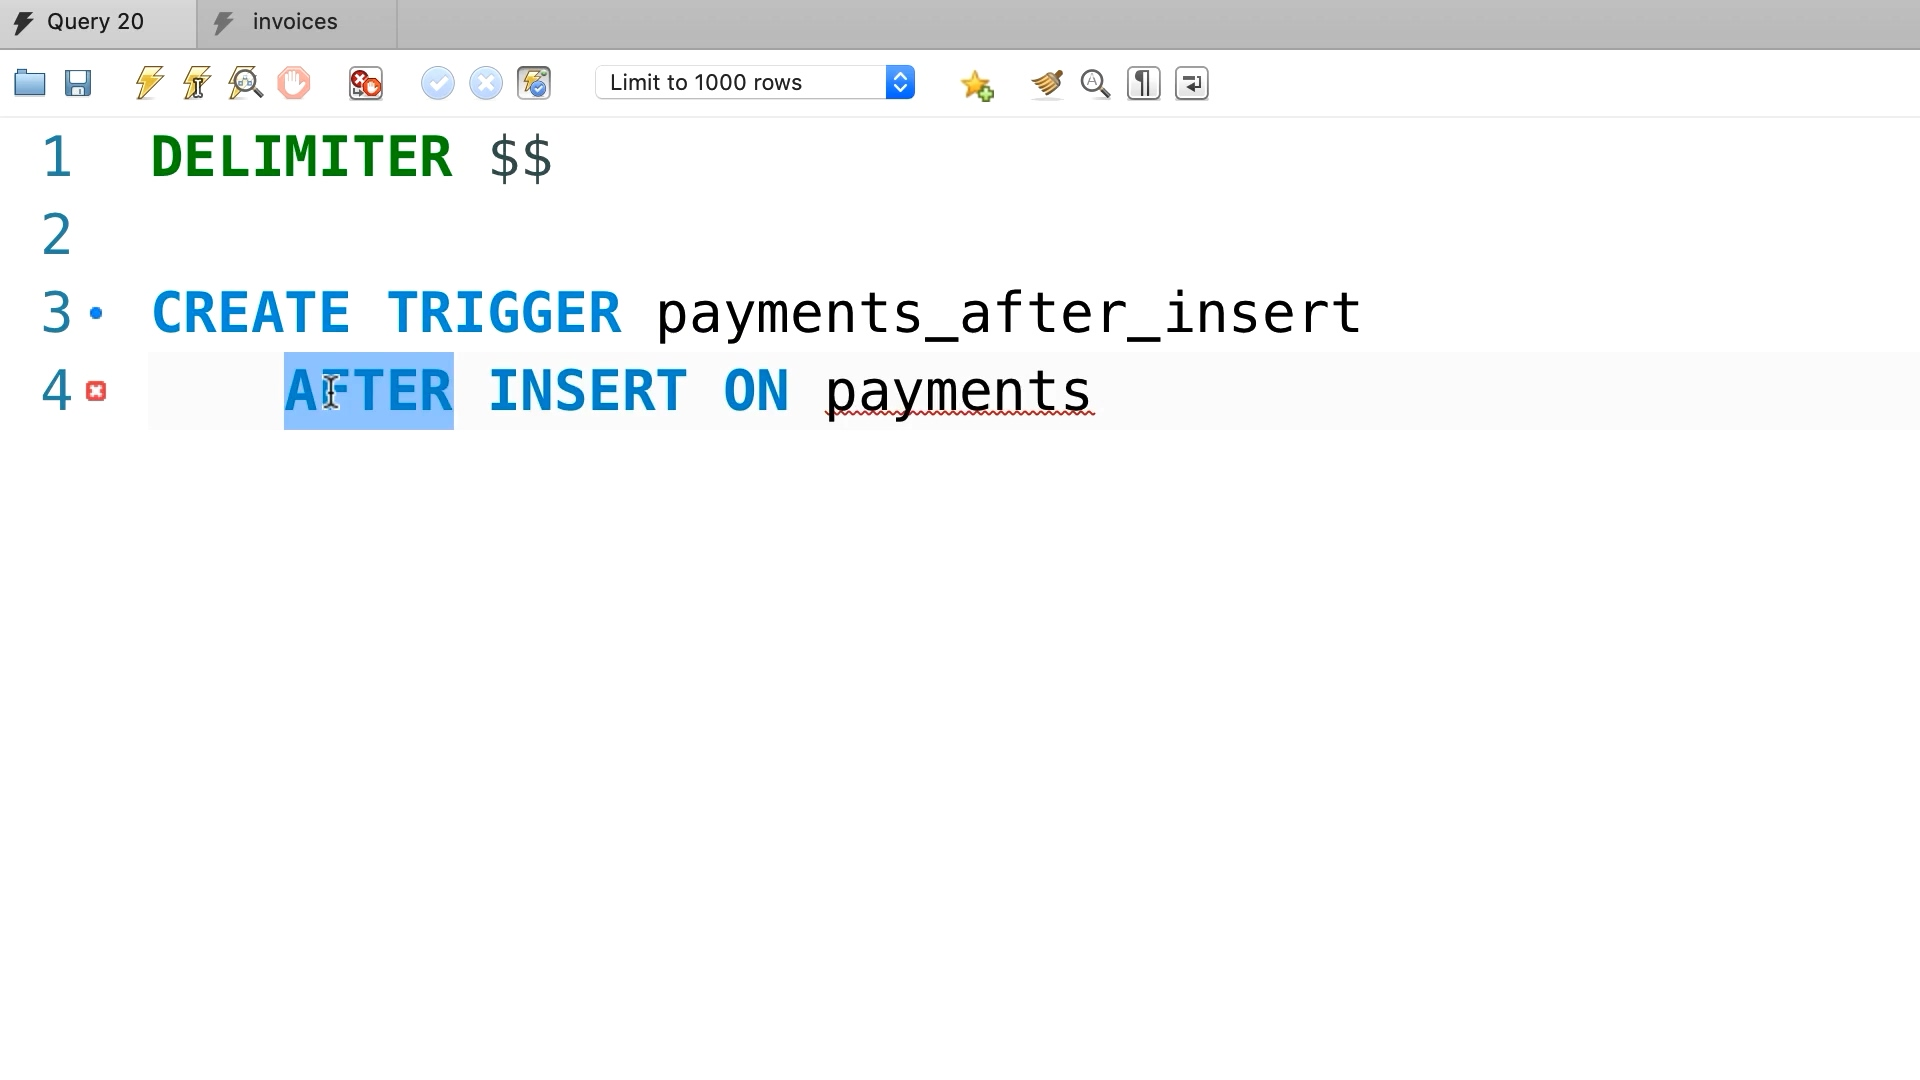 Query 20 invoices
Limit to 1000 rows
1 DELIMITER $$
2
3 CREATE TRIGGER payments_after_insert
4 AFTER INSERT ON payments